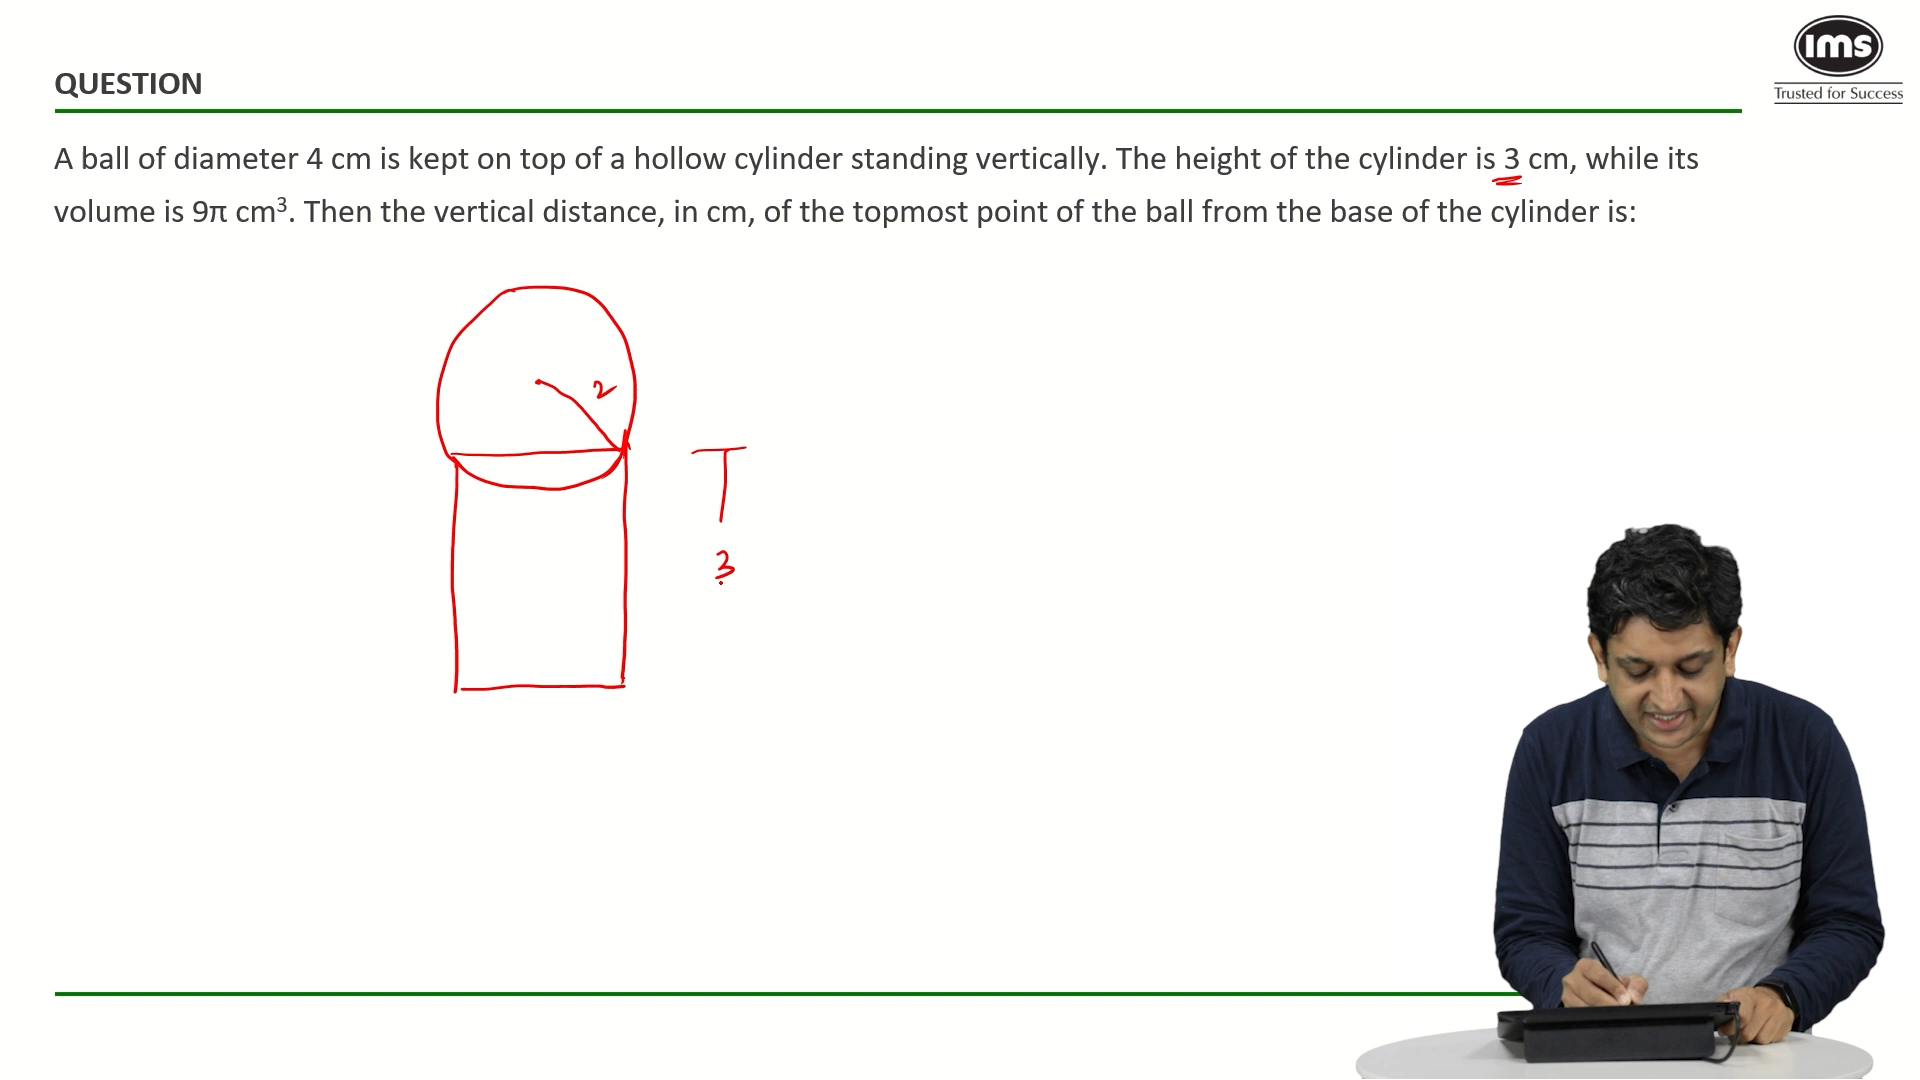 ims
Trusted for Success
QUESTION
A ball of diameter 4 cm is kept on top of a hollow cylinder standing vertically. The height of the cylinder is 3 cm, while its
volume is 9π cm³. Then the vertical distance, in cm, of the topmost point of the ball from the base of the cylinder is:
2
3